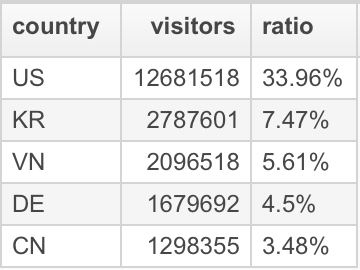 country visitors ratio
US 12681518 33.96%
KR 2787601 7.47%
VN 2096518 5.61%
DE 1679692 4.5%
CN 1298355 3.48%